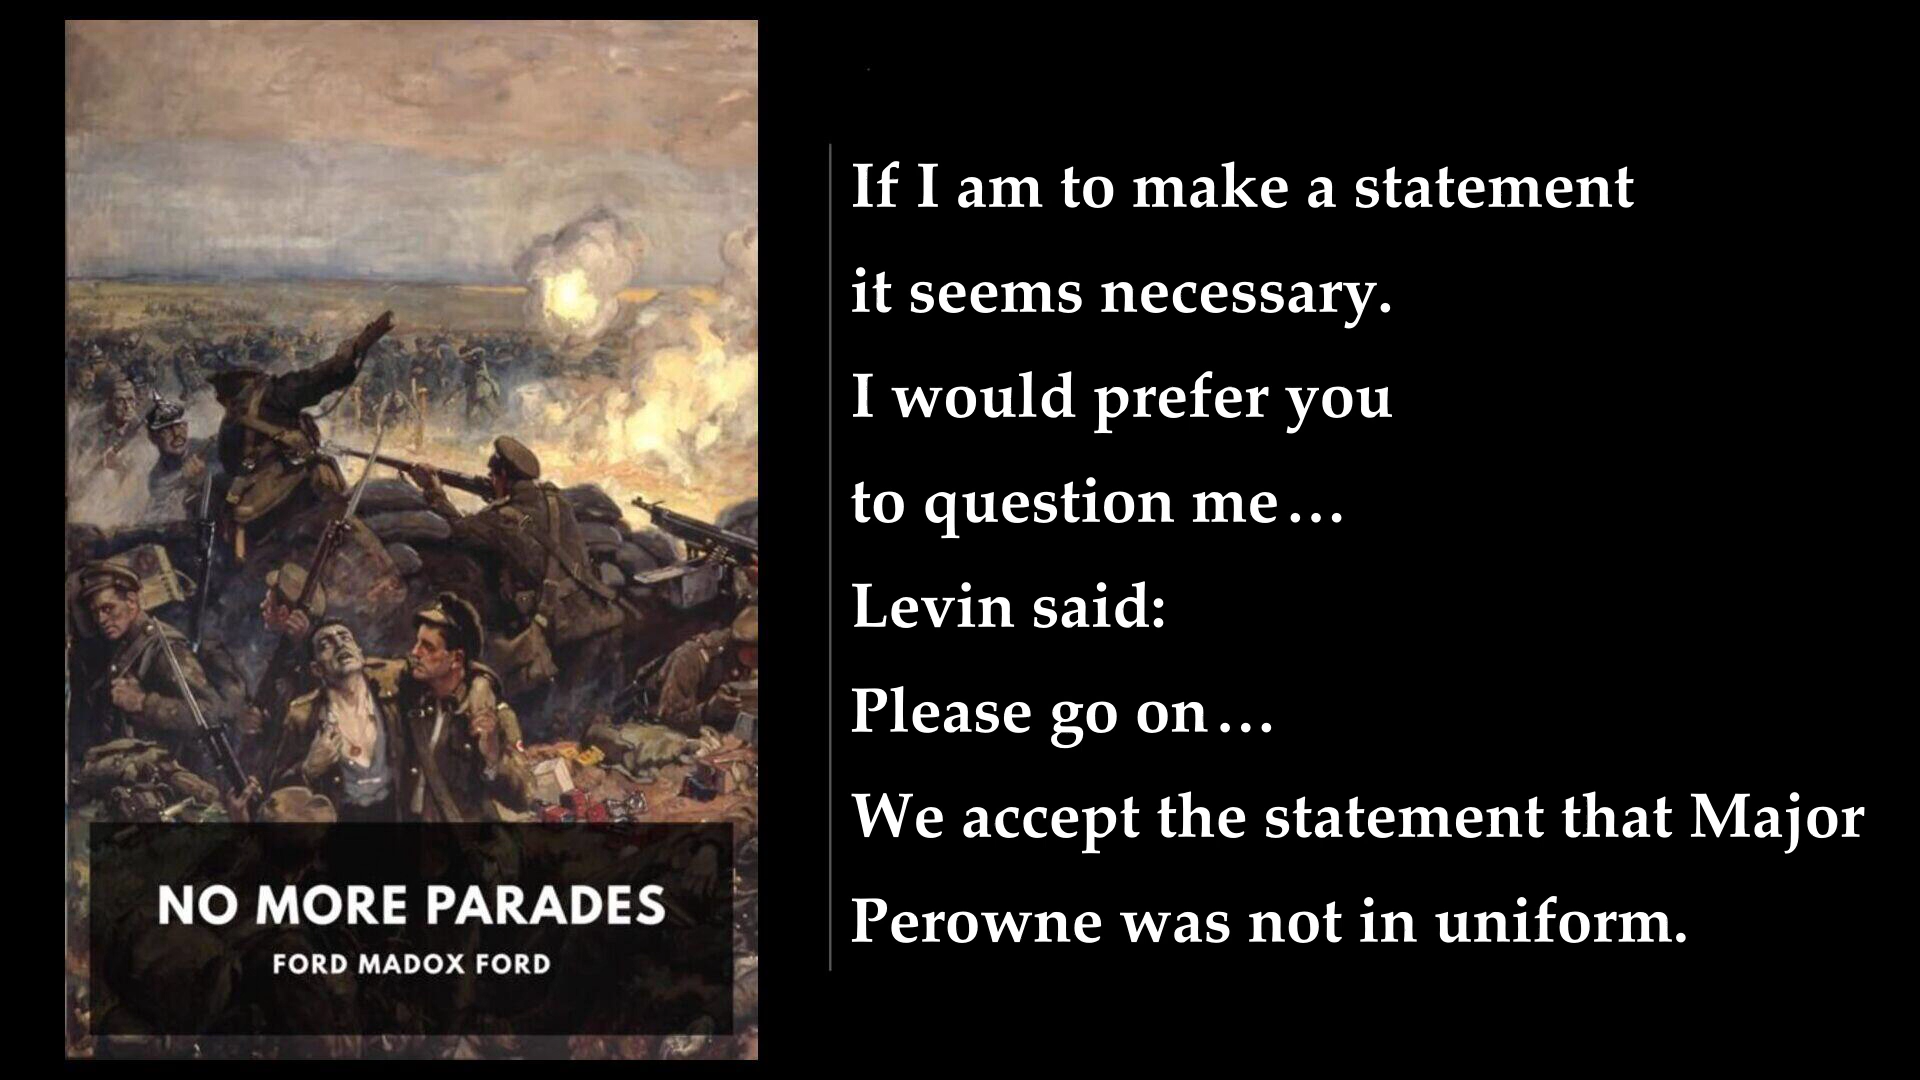 NO MORE PARADES
FORD MADOX FORD
If I am to make a statement
it seems necessary.
I would prefer you
to question me…
Levin said:
Please go on…
We accept the statement that Major
Perowne was not in uniform.